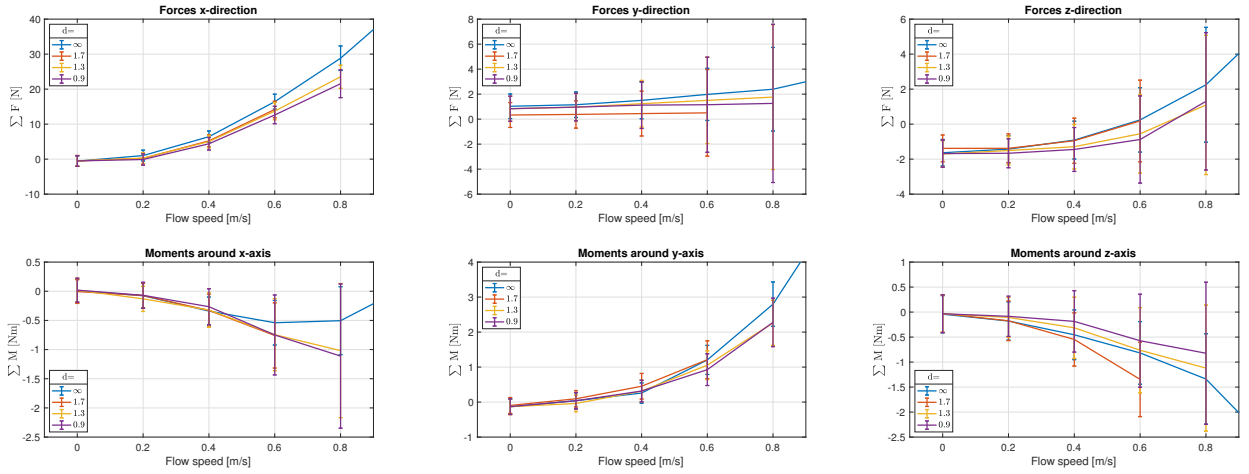 Forces x-direction
d=
∞
1.7
1.3
0.9
∑ F [N]
40
30
20
10
0
-10
0 0.2 0.4 0.6 0.8
Flow speed [m/s]
Forces y-direction
d=
∞
1.7
1.3
0.9
∑ F [N]
8
6
4
2
0
-2
-4
-6
0 0.2 0.4 0.6 0.8
Flow speed [m/s]
Forces z-direction
d=
∞
1.7
1.3
0.9
∑ F [N]
6
4
2
0
-2
-4
0 0.2 0.4 0.6 0.8
Flow speed [m/s]
Moments around x-axis
d=
∞
1.7
1.3
0.9
∑ M [Nm]
0.5
0
-0.5
-1
-1.5
-2
-2.5
0 0.2 0.4 0.6 0.8
Flow speed [m/s]
Moments around y-axis
d=
∞
1.7
1.3
0.9
∑ M [Nm]
4
3
2
1
0
-1
0 0.2 0.4 0.6 0.8
Flow speed [m/s]
Moments around z-axis
d=
∞
1.7
1.3
0.9
∑ M [Nm]
1
0.5
0
-0.5
-1
-1.5
-2
-2.5
0 0.2 0.4 0.6 0.8
Flow speed [m/s]